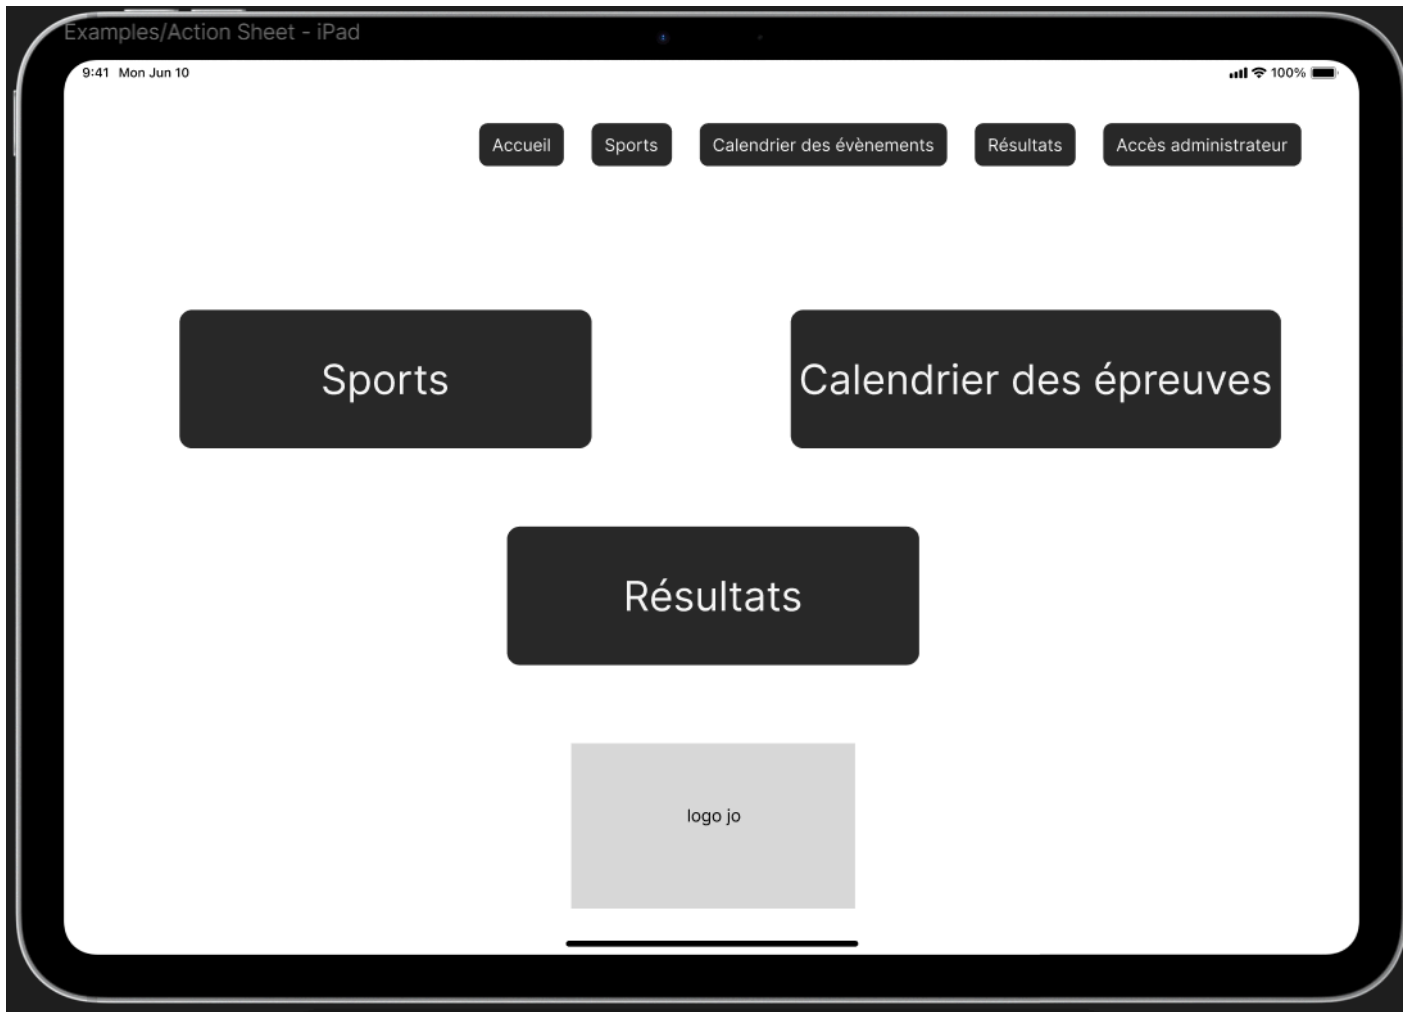 Examples/Action Sheet - iPad
9:41 Mon Jun 10 100%
Accueil Sports Calendrier des évènements Résultats Accès administrateur
Sports Calendrier des épreuves
Résultats
logo jo